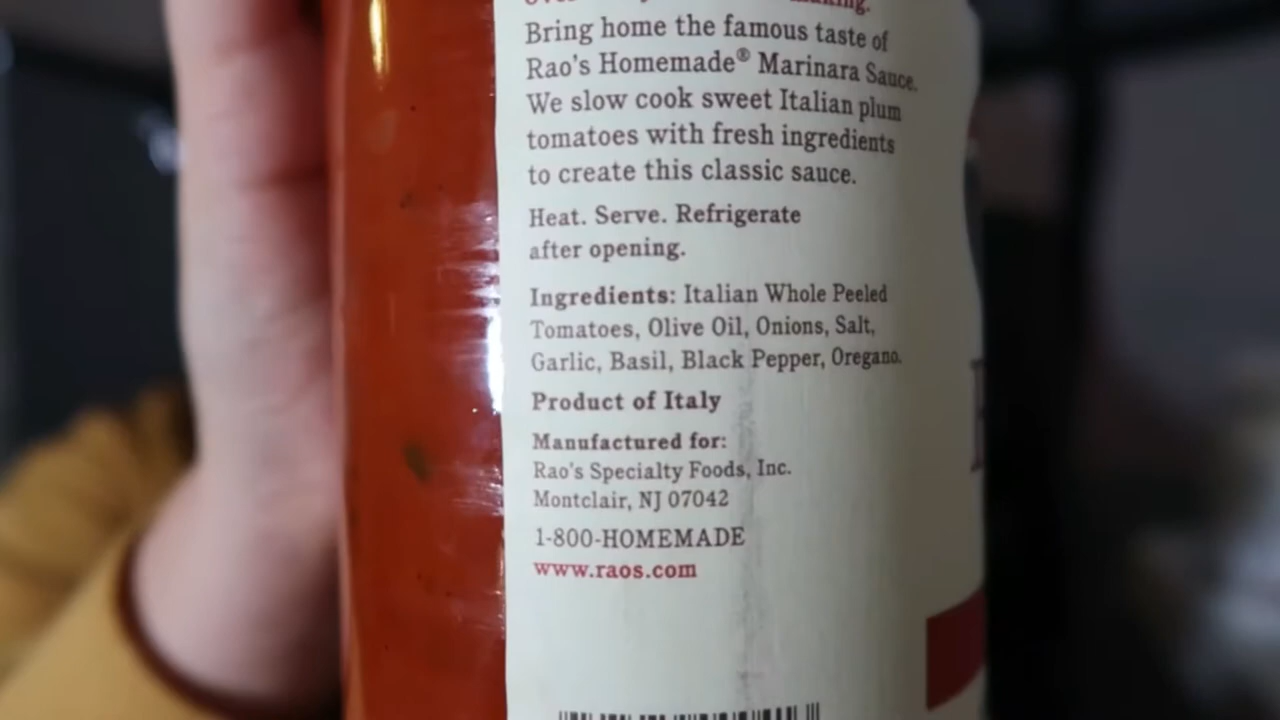 Bring home the famous taste of
Rao's Homemade® Marinara Sauce.
We slow cook sweet Italian plum
tomatoes with fresh ingredients
to create this classic sauce.
Heat. Serve. Refrigerate
after opening.
Ingredients: Italian Whole Peeled
Tomatoes, Olive Oil, Onions, Salt,
Garlic, Basil, Black Pepper, Oregano.
Product of Italy
Manufactured for:
Rao's Specialty Foods, Inc.
Montclair, NJ 07042
1-800-HOMEMADE
www.raos.com